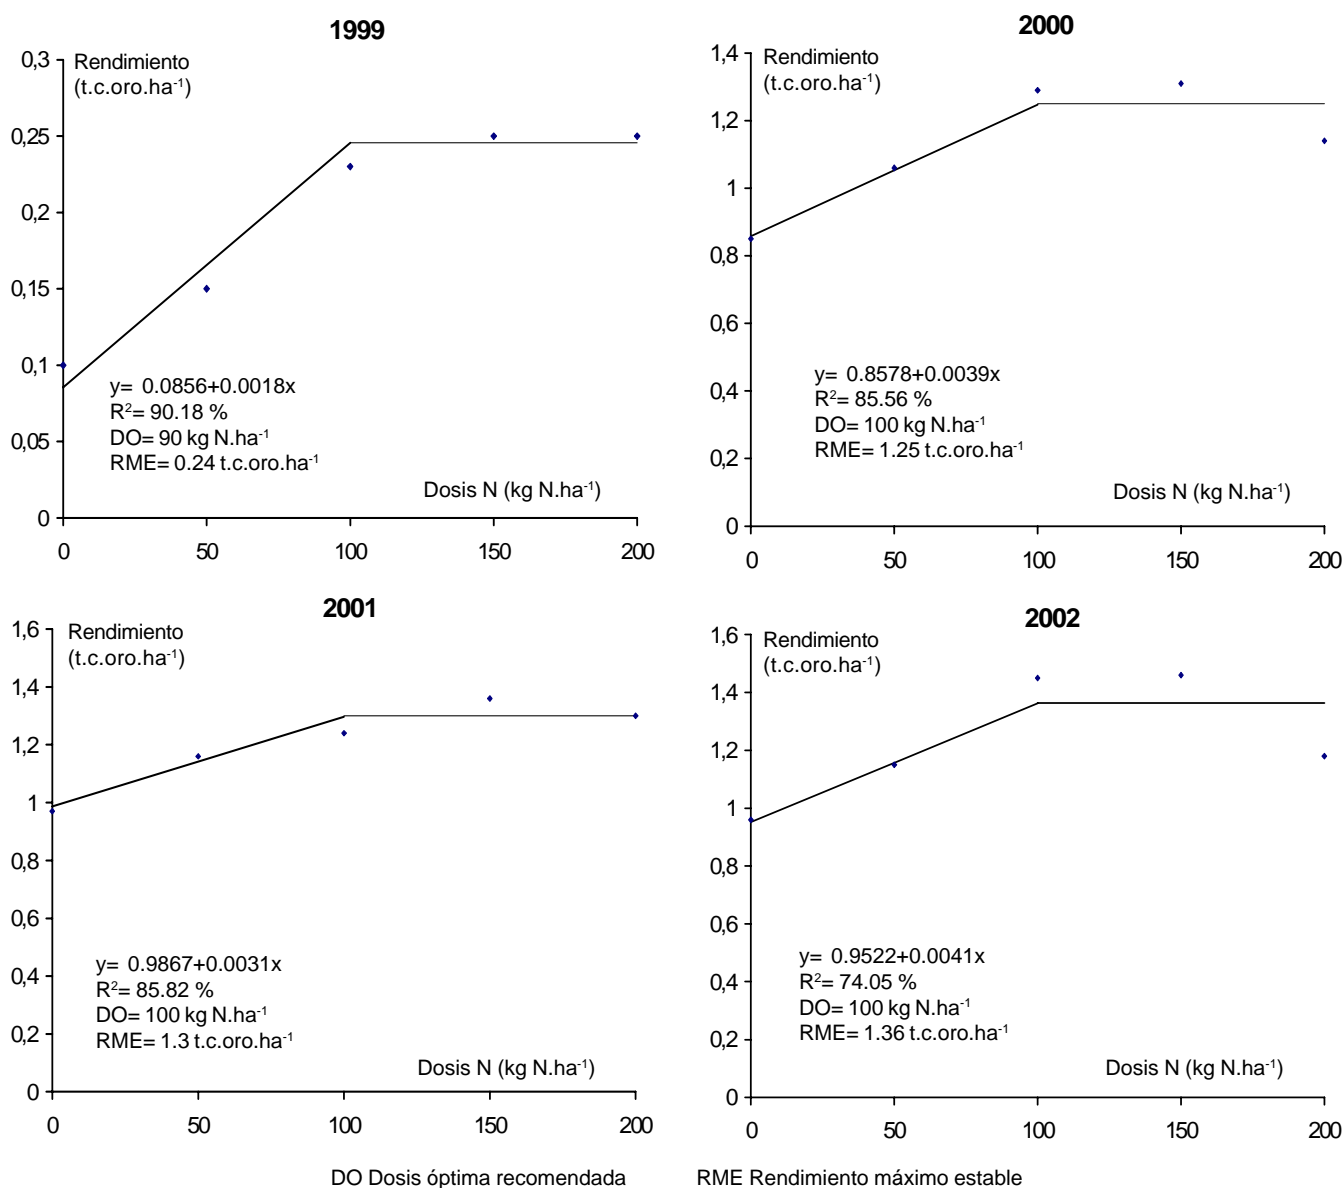 1999
Rendimiento
(t.c.oro.ha⁻¹)
0,3
0,25
0,2
0,15
0,1
0,05
0
y= 0.0856+0.0018x
R²= 90.18 %
DO= 90 kg N.ha⁻¹
RME= 0.24 t.c.oro.ha⁻¹
Dosis N (kg N.ha⁻¹)
0 50 100 150 200
2000
Rendimiento
(t.c.oro.ha⁻¹)
1,4
1,2
1
0,8
0,6
0,4
0,2
0
y= 0.8578+0.0039x
R²= 85.56 %
DO= 100 kg N.ha⁻¹
RME= 1.25 t.c.oro.ha⁻¹
Dosis N (kg N.ha⁻¹)
0 50 100 150 200
2001
Rendimiento
(t.c.oro.ha⁻¹)
1,6
1,4
1,2
1
0,8
0,6
0,4
0,2
0
y= 0.9867+0.0031x
R²= 85.82 %
DO= 100 kg N.ha⁻¹
RME= 1.3 t.c.oro.ha⁻¹
Dosis N (kg N.ha⁻¹)
0 50 100 150 200
2002
Rendimiento
(t.c.oro.ha⁻¹)
1,6
1,4
1,2
1
0,8
0,6
0,4
0,2
0
y= 0.9522+0.0041x
R²= 74.05 %
DO= 100 kg N.ha⁻¹
RME= 1.36 t.c.oro.ha⁻¹
Dosis N (kg N.ha⁻¹)
0 50 100 150 200
DO Dosis óptima recomendada RME Rendimiento máximo estable